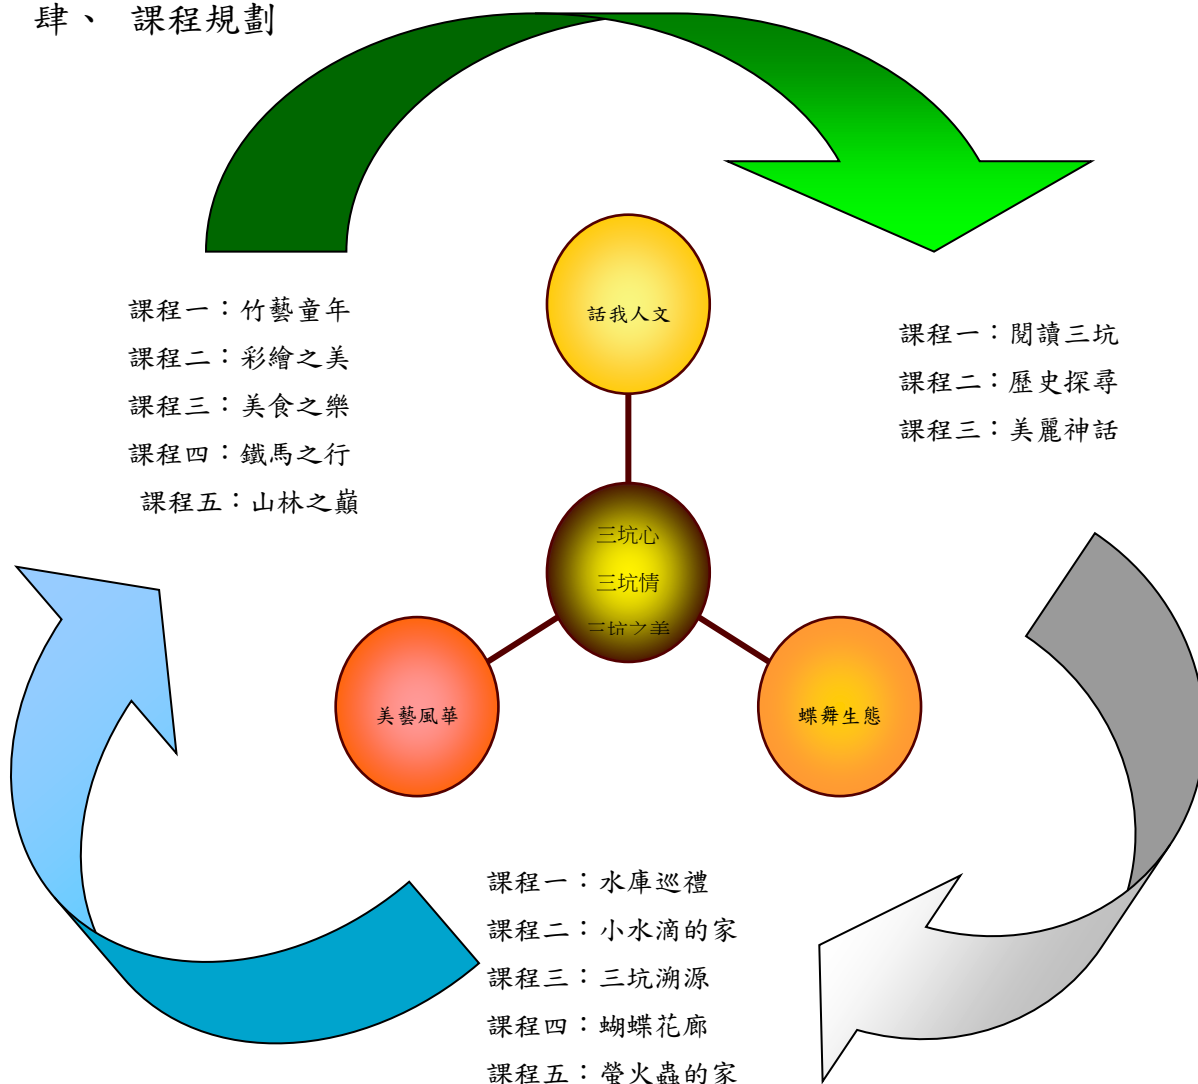 肆、 課程規劃
話我人文
課程一：竹藝童年
課程二：彩繪之美
課程三：美食之樂
課程四：鐵馬之行
課程五：山林之巔
課程一：閱讀三坑
課程二：歷史探尋
課程三：美麗神話
三坑心
三坑情
三坑之美
美藝風華
蝶舞生態
課程一：水庫巡禮
課程二：小水滴的家
課程三：三坑溯源
課程四：蝴蝶花廊
課程五：螢火蟲的家